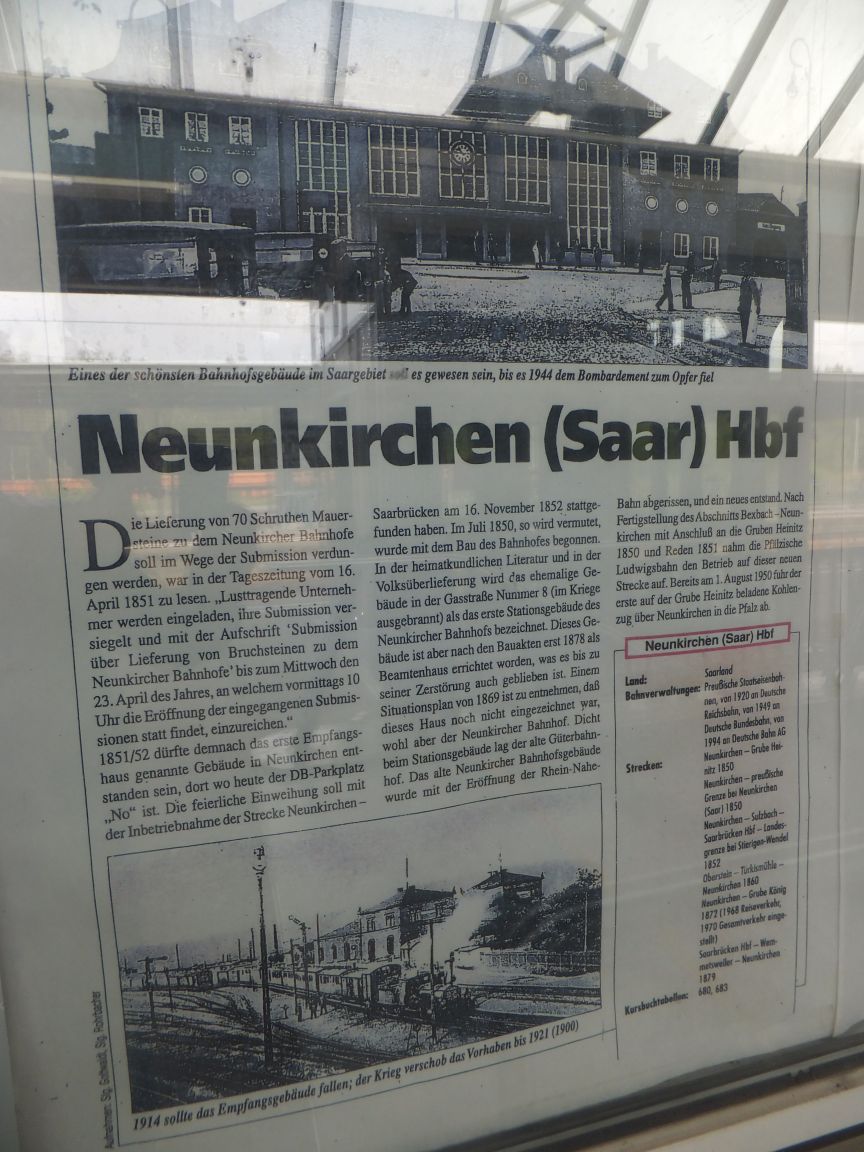 Eines der schönsten Bahnhofsgebäude im Saargebiet soll es gewesen sein, bis es 1944 dem Bombardement zum Opfer fiel
Neunkirchen (Saar) Hbf
Die Lieferung von 70 Schruthen Mauer-
steine zu dem Neunkircher Bahnhofe
soll im Wege der Submission verdun-
gen werden, war in der Tageszeitung vom 16.
April 1851 zu lesen. „Lusttragende Unterneh-
mer werden eingeladen, ihre Submission ver-
siegelt und mit der Aufschrift ‘Submission
über Lieferung von Bruchsteinen zu dem
Neunkircher Bahnhofe’ bis zum Mittwoch den
23. April des Jahres, an welchem vormittags 10
Uhr die Eröffnung der eingegangenen Submis-
sionen statt findet, einzureichen.“
1851/52 dürfte demnach das erste Empfangs-
haus genannte Gebäude in Neunkirchen ent-
standen sein, dort wo heute der DB-Parkplatz
„No“ ist. Die feierliche Einweihung soll mit
der Inbetriebnahme der Strecke Neunkirchen–
Saarbrücken am 16. November 1852 stattge-
funden haben. Im Juli 1850, so wird vermutet,
wurde mit dem Bau des Bahnhofes begonnen.
In der heimatkundlichen Literatur und in der
Volksüberlieferung wird das ehemalige Ge-
bäude in der Gasstraße Nummer 8 (im Kriege
ausgebrannt) als das erste Stationsgebäude des
Neunkircher Bahnhofs bezeichnet. Dieses Ge-
bäude ist aber nach den Bauakten erst 1878 als
Beamtenhaus errichtet worden, was es bis zu
seiner Zerstörung auch geblieben ist. Einem
Situationsplan von 1869 ist zu entnehmen, daß
dieses Haus noch nicht eingezeichnet war,
wohl aber der Neunkircher Bahnhof. Dicht
beim Stationsgebäude lag der alte Güterbahn-
hof. Das alte Neunkircher Bahnhofsgebäude
wurde mit der Eröffnung der Rhein-Nahe-
Bahn abgerissen, und ein neues entstand. Nach
Fertigstellung des Abschnitts Bexbach–Neun-
kirchen mit Anschluß an die Gruben Heinitz
1850 und Reden 1851 nahm die Pfälzische
Ludwigsbahn den Betrieb auf dieser neuen
Strecke auf. Bereits am 1. August 1950 fuhr der
erste auf der Grube Heinitz beladene Kohlen-
zug über Neunkirchen in die Pfalz ab.
Neunkirchen (Saar) Hbf
Land: Saarland
Bahnverwaltungen: Preußische Staatseisenbah-
nen, von 1920 an Deutsche
Reichsbahn, von 1949 an
Deutsche Bundesbahn, von
1994 an Deutsche Bahn AG
Strecken: Neunkirchen – Grube Hei-
nitz 1850
Neunkirchen – preußische
Grenze bei Neunkirchen
(Saar) 1850
Neunkirchen – Sulzbach –
Saarbrücken Hbf – Landes-
grenze bei Stieringen-Wendel
1852
Oberstein – Türkismühle –
Neunkirchen 1860
Neunkirchen – Grube König
1872 (1968 Reiseverkehr,
1970 Gesamtverkehr einge-
stellt)
Saarbrücken Hbf – Wem-
metsweiler – Neunkirchen
1879
Kursbuchtabellen: 680, 683
1914 sollte das Empfangsgebäude fallen; der Krieg verschob das Vorhaben bis 1921 (1900)
Aufnahmen: Slg. Gottwaldt, Slg. Rohrbacher